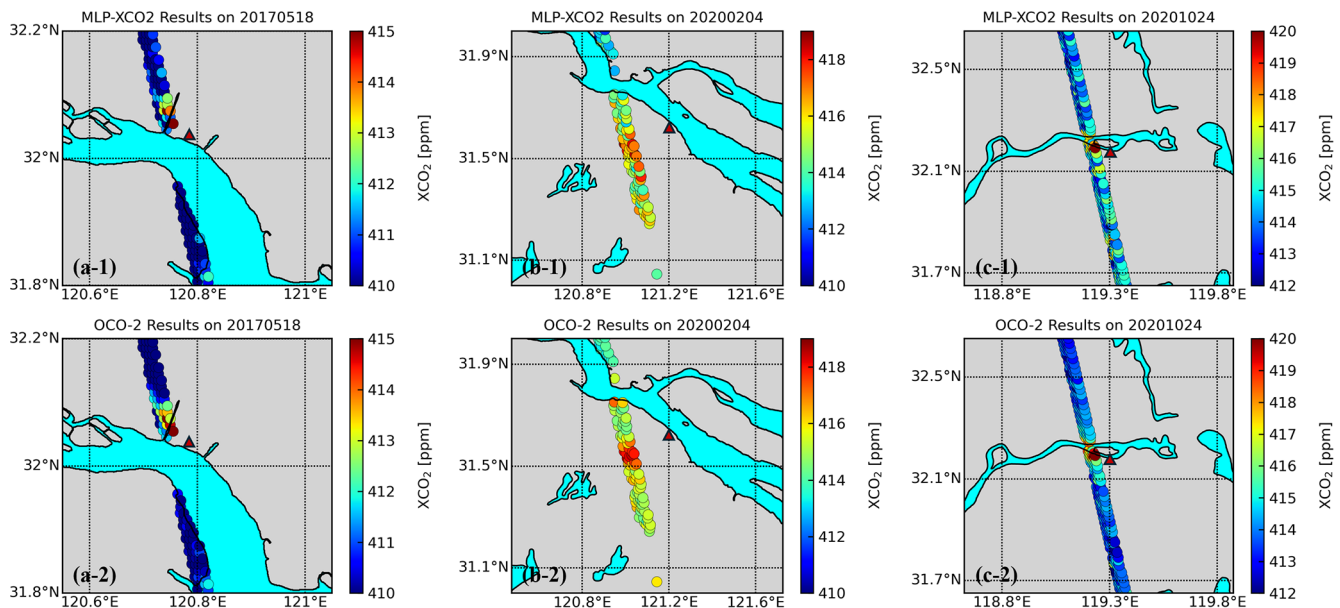 MLP-XCO2 Results on 20170518
32.2°N
32°N
31.8°N
120.6°E
120.8°E
121°E
415
414
413
412
411
410
XCO₂ [ppm]
(a-1)
MLP-XCO2 Results on 20200204
31.9°N
31.5°N
31.1°N
120.8°E
121.2°E
121.6°E
418
416
414
412
410
XCO₂ [ppm]
(b-1)
MLP-XCO2 Results on 20201024
32.5°N
32.1°N
31.7°N
118.8°E
119.3°E
119.8°E
420
419
418
417
416
415
414
413
412
XCO₂ [ppm]
(c-1)
OCO-2 Results on 20170518
32.2°N
32°N
31.8°N
120.6°E
120.8°E
121°E
415
414
413
412
411
410
XCO₂ [ppm]
(a-2)
OCO-2 Results on 20200204
31.9°N
31.5°N
31.1°N
120.8°E
121.2°E
121.6°E
418
416
414
412
410
XCO₂ [ppm]
(b-2)
OCO-2 Results on 20201024
32.5°N
32.1°N
31.7°N
118.8°E
119.3°E
119.8°E
420
419
418
417
416
415
414
413
412
XCO₂ [ppm]
(c-2)